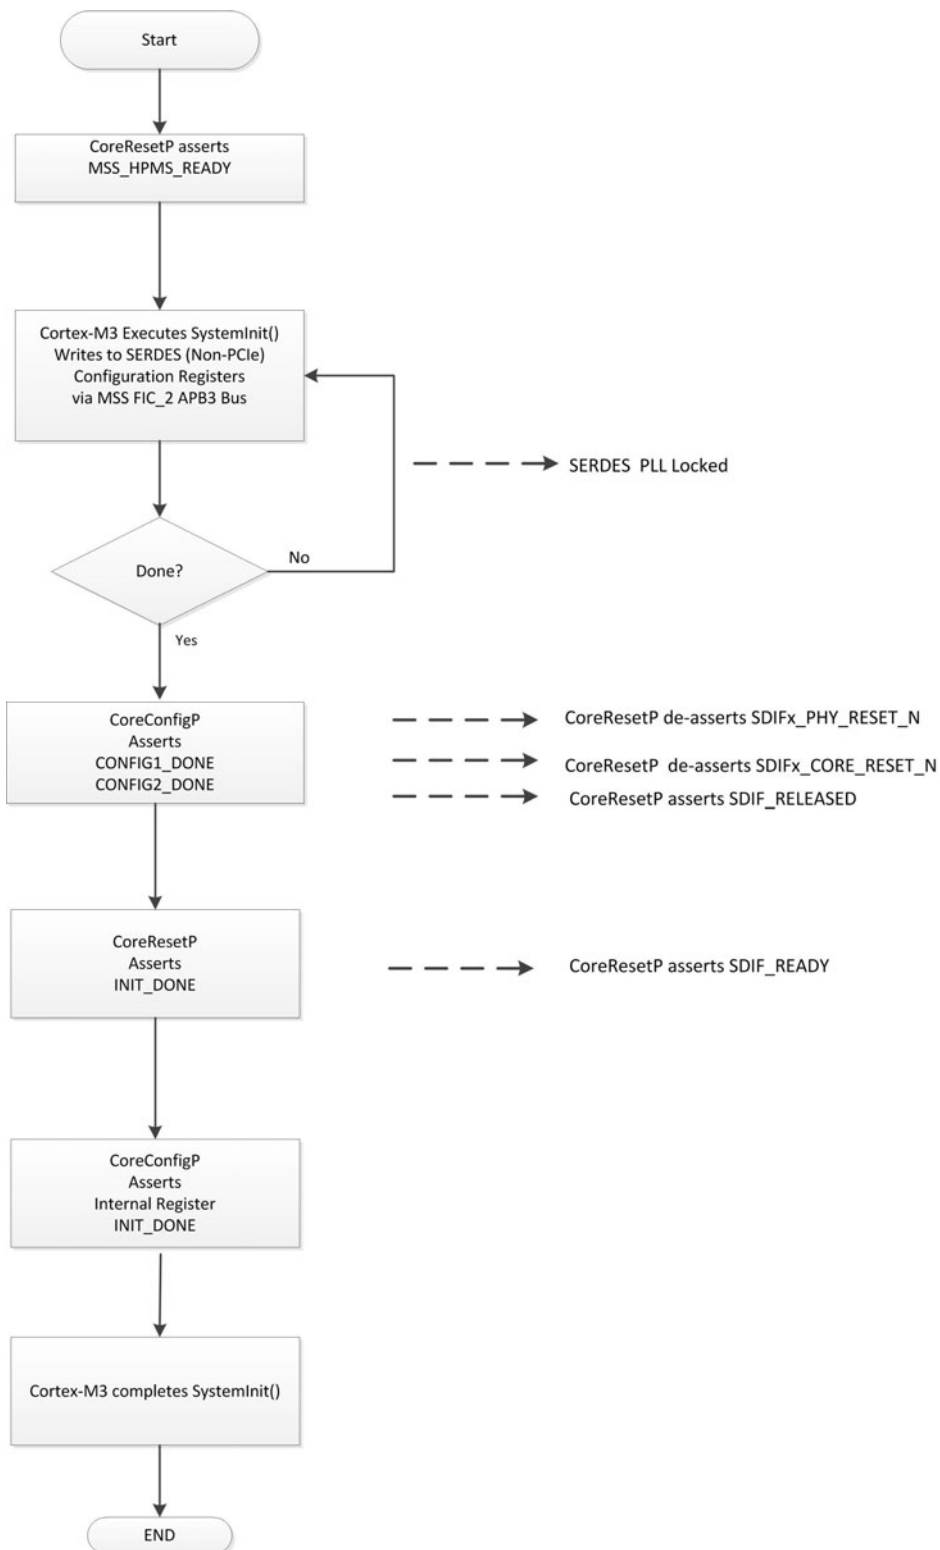 Start
CoreResetP asserts
MSS_HPMS_READY
Cortex-M3 Executes SystemInit()
Writes to SERDES (Non-PCIe)
Configuration Registers
via MSS FIC_2 APB3 Bus
SERDES PLL Locked
Done?
No
Yes
CoreConfigP
Asserts
CONFIG1_DONE
CONFIG2_DONE
CoreResetP de-asserts SDIFx_PHY_RESET_N
CoreResetP de-asserts SDIFx_CORE_RESET_N
CoreResetP asserts SDIF_RELEASED
CoreResetP
Asserts
INIT_DONE
CoreResetP asserts SDIF_READY
CoreConfigP
Asserts
Internal Register
INIT_DONE
Cortex-M3 completes SystemInit()
END